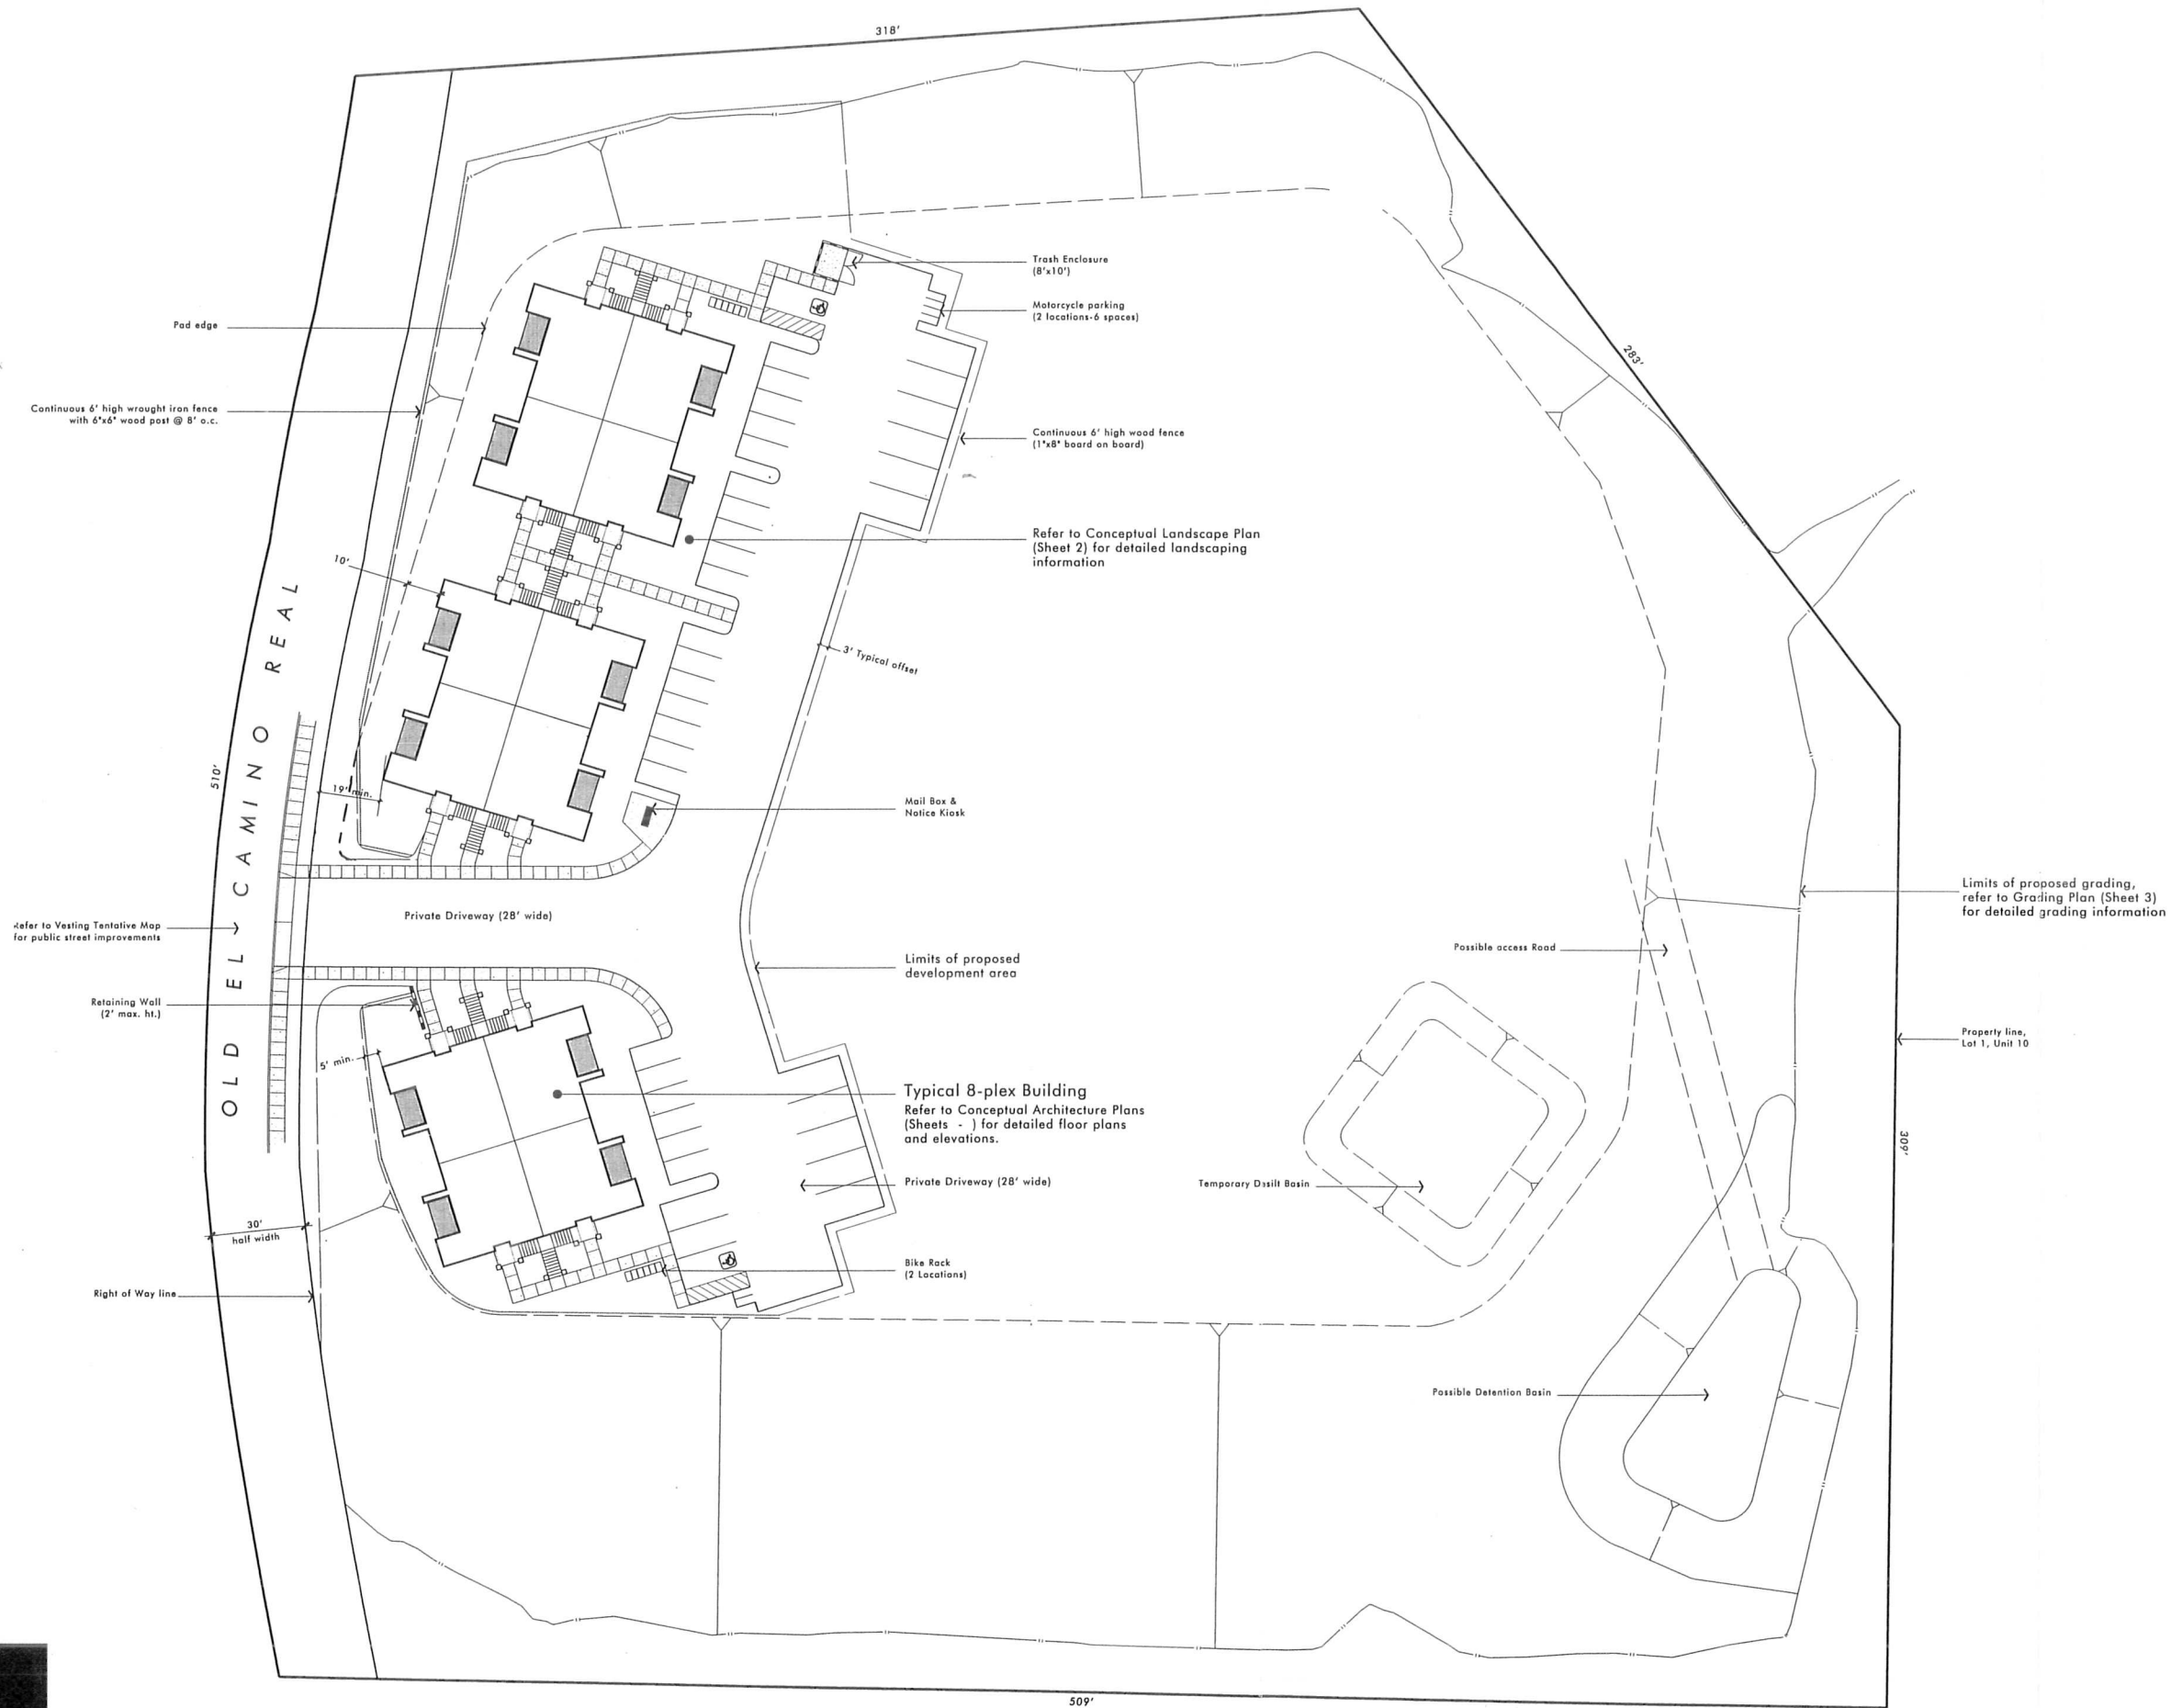 318'
Trash Enclosure
(8'x10')
Motorcycle parking
(2 locations-6 spaces)
Pad edge
283'
Continuous 6' high wrought iron fence
with 6"x6" wood post @ 8' o.c.
Continuous 6' high wood fence
(1"x8" board on board)
Refer to Conceptual Landscape Plan
(Sheet 2) for detailed landscaping
information
10'
3' Typical offset
510'
OLD EL CAMINO REAL
19' min.
Mail Box &
Notice Kiosk
Limits of proposed grading,
refer to Grading Plan (Sheet 3)
for detailed grading information
Private Driveway (28' wide)
Refer to Vesting Tentative Map
for public street improvements
Possible access Road
Limits of proposed
development area
Retaining Wall
(2' max. ht.)
Property line,
Lot 1, Unit 10
5' min.
Typical 8-plex Building
Refer to Conceptual Architecture Plans
(Sheets - ) for detailed floor plans
and elevations.
309'
Private Driveway (28' wide)
Temporary Desilt Basin
30'
half width
Bike Rack
(2 Locations)
Right of Way line
Possible Detention Basin
509'